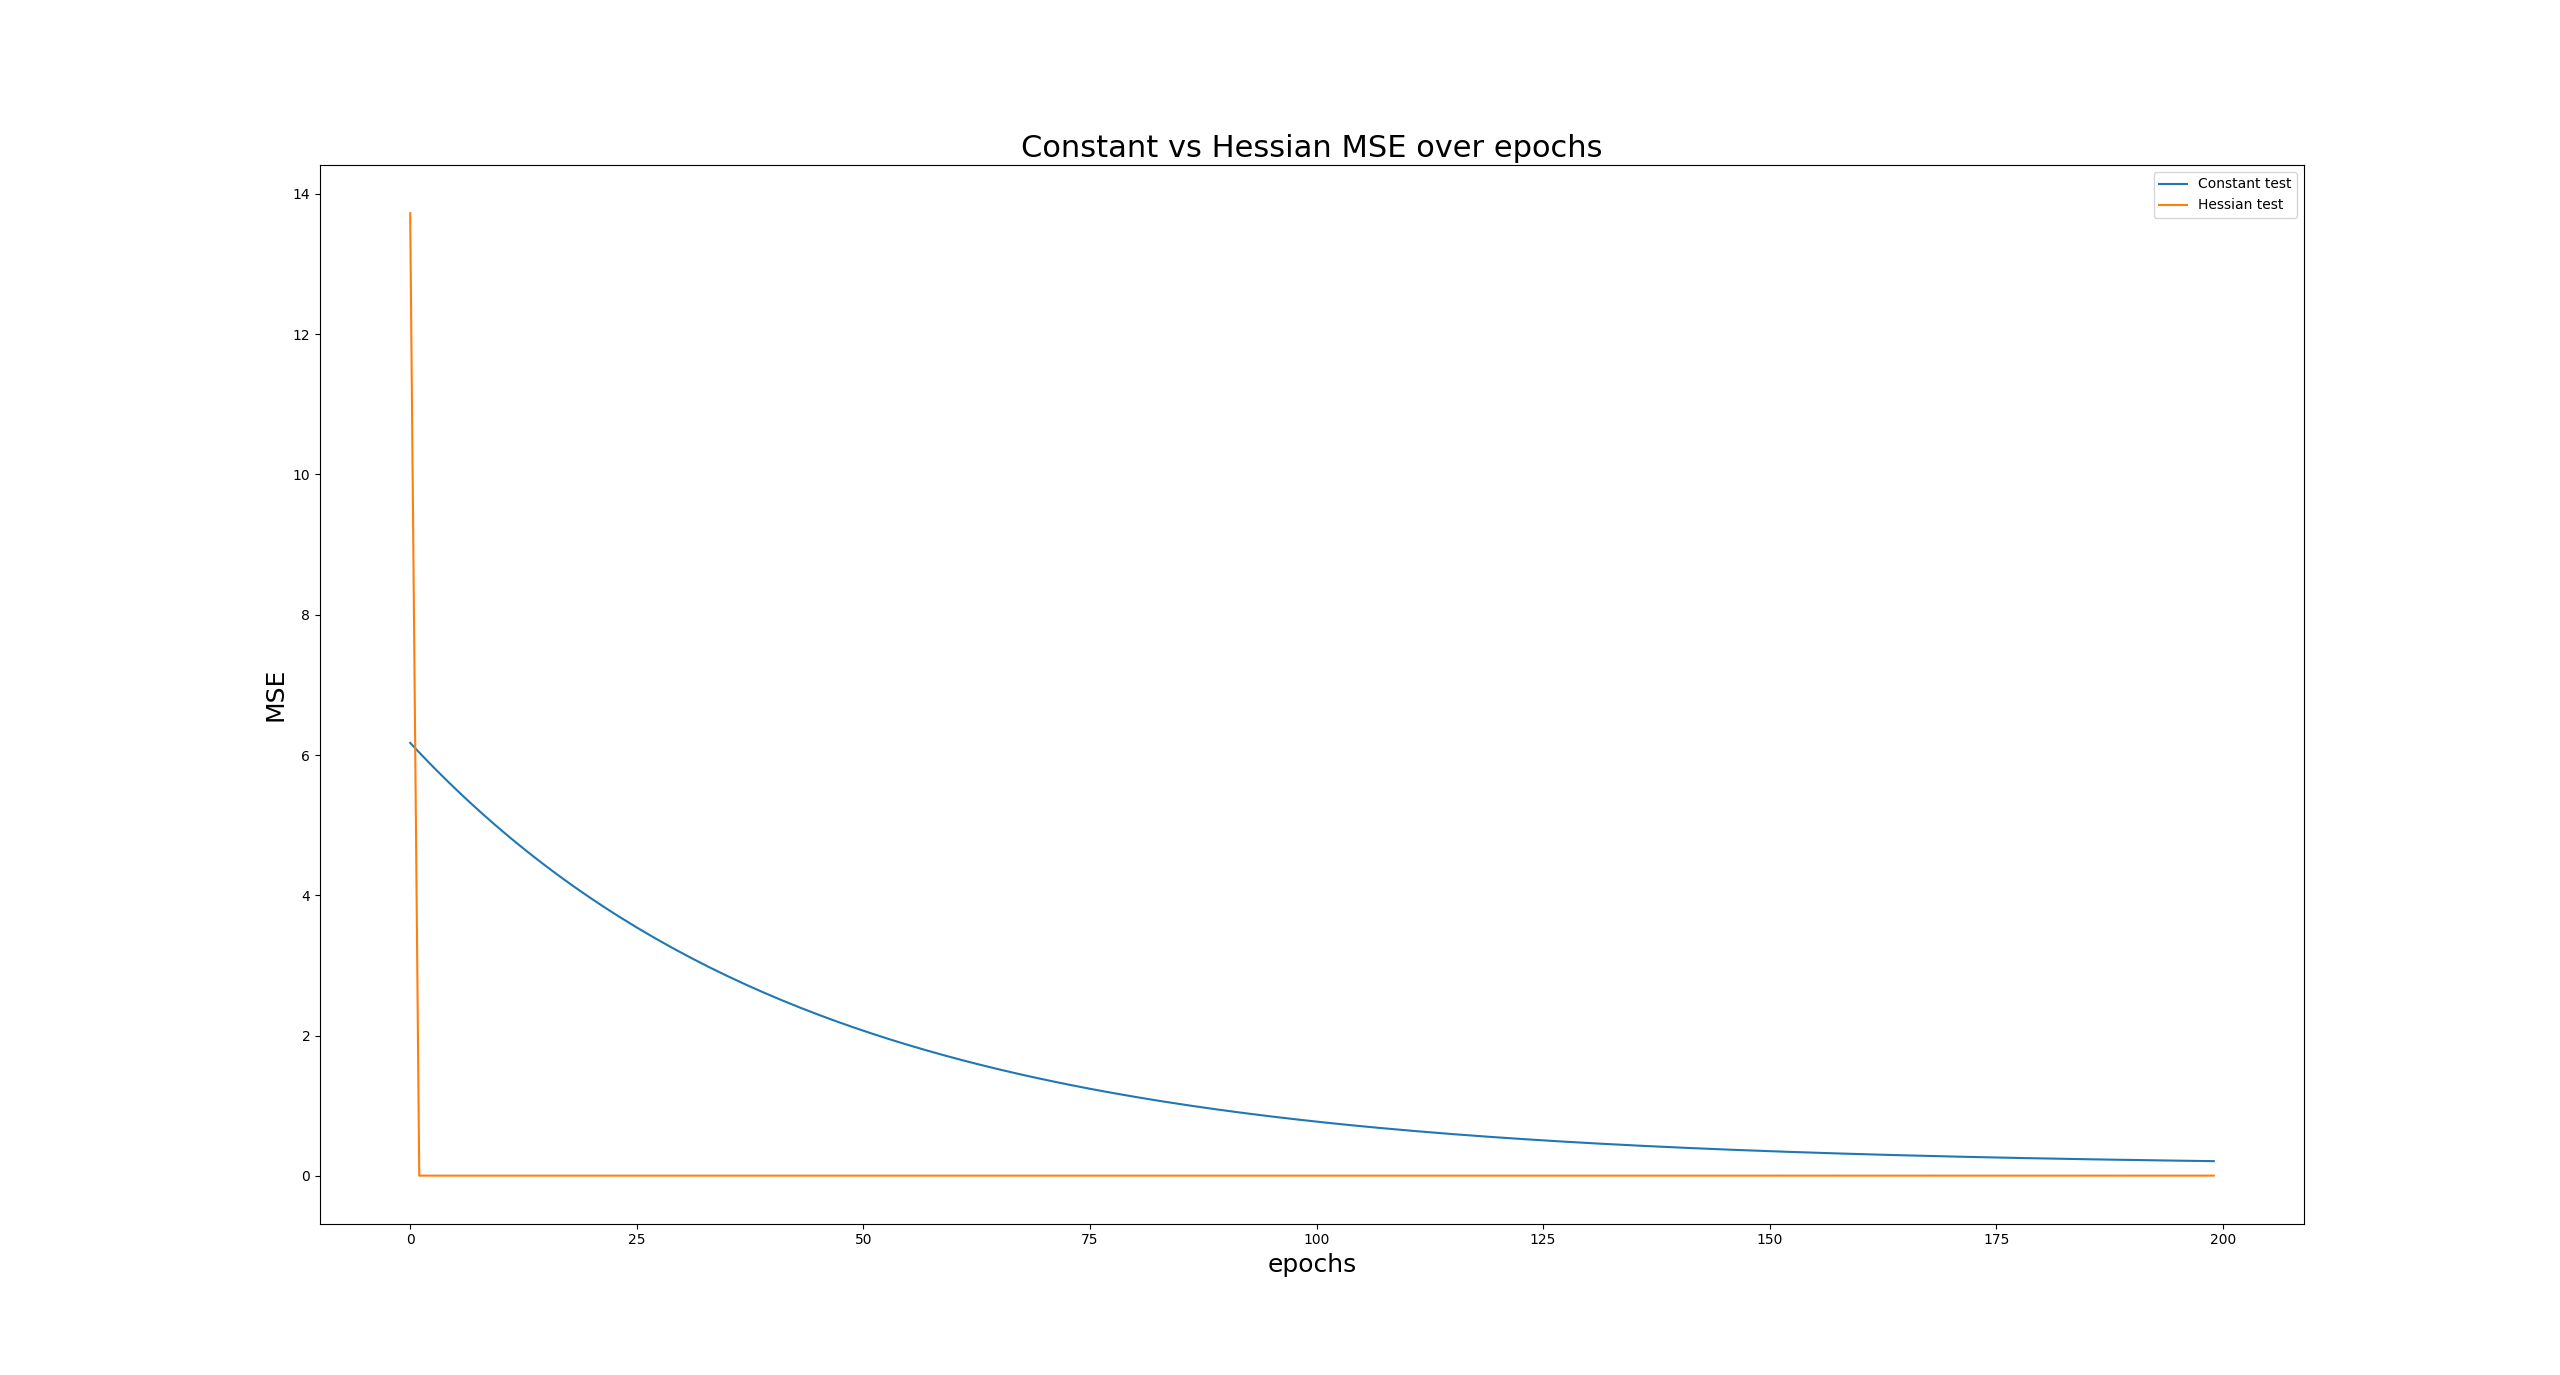 Constant vs Hessian MSE over epochs
Constant test
Hessian test
14
12
10
8
6
4
2
0
MSE
0 25 50 75 100 125 150 175 200
epochs